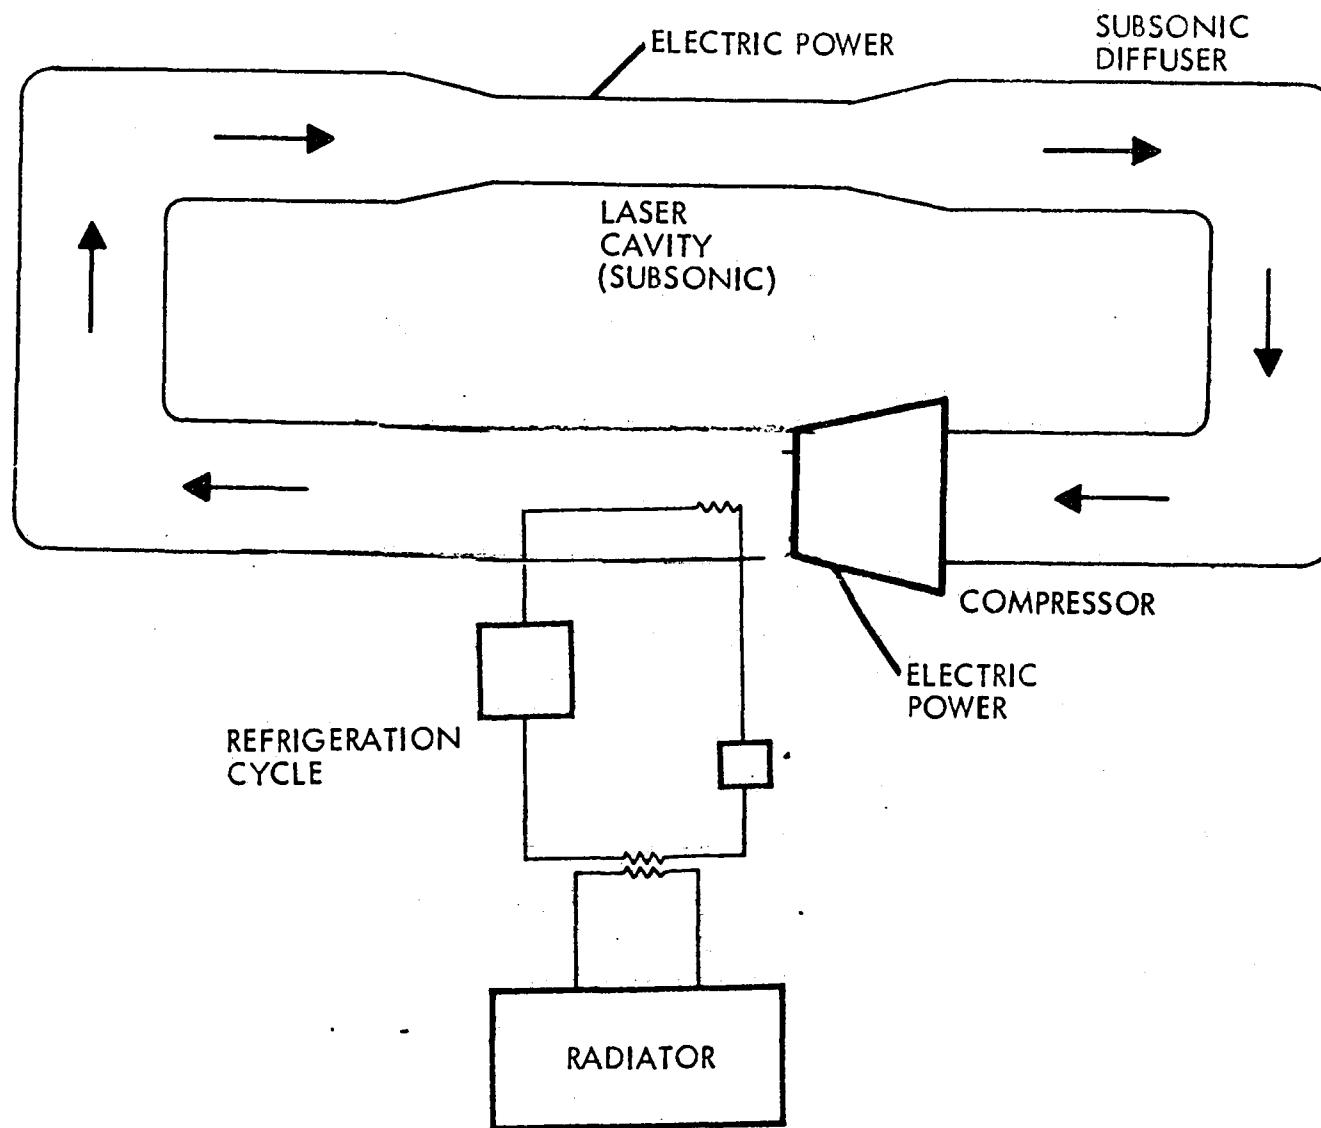 ELECTRIC POWER
SUBSONIC
DIFFUSER
LASER
CAVITY
(SUBSONIC)
COMPRESSOR
ELECTRIC
POWER
REFRIGERATION
CYCLE
RADIATOR